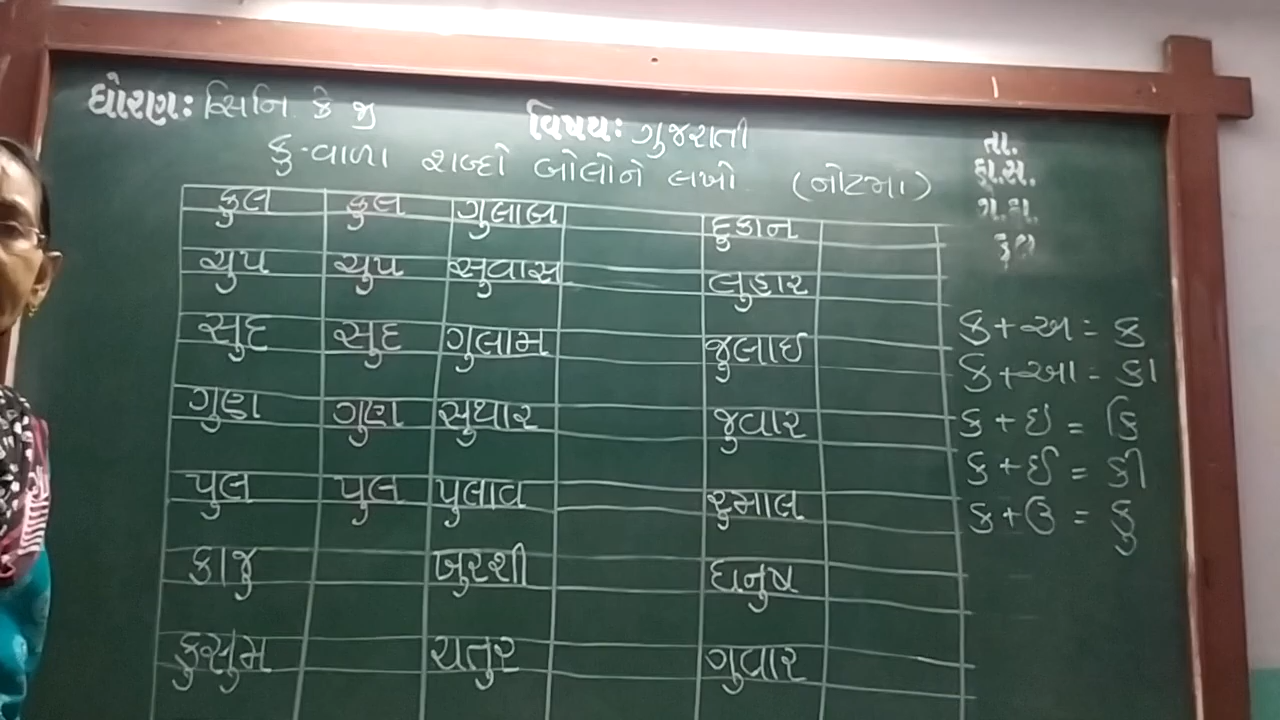 ધોરણ: સિનિ. કે જી
વિષય: ગુજરાતી
કુ-વાળા શબ્દો બોલોને લખો (નોટમા)
તા.
હા.સ.
કુલ કુલ ગુલાબ દુકાન
ચુપ ચુપ સુવાસ લુહાર
સુદ સુદ ગુલામ જુલાઈ
ગુણ ગુણ સુથાર જુવાર
પુલ પુલ પુલાવ રુમાલ
કાજુ ખુરશી ધનુષ
કુસુમ ચતુર ગુવાર
ક + અ = ક
ક + આ = કા
ક + ઇ = કિ
ક + ઈ = કી
ક + ઉ = કુ